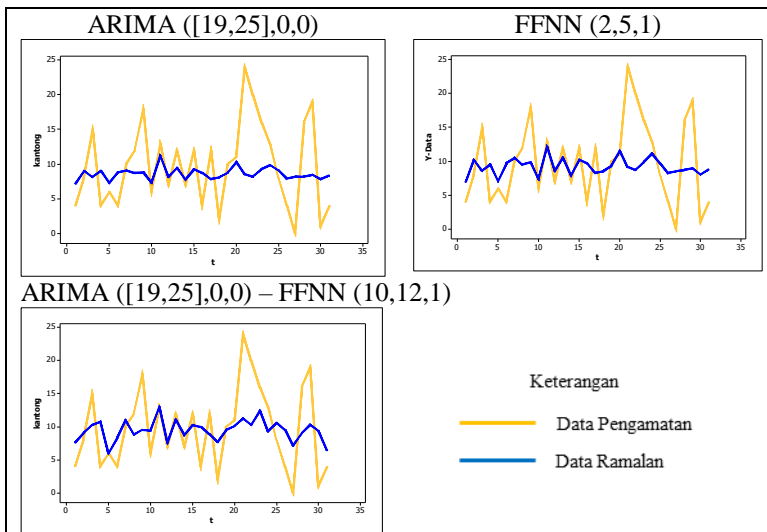 ARIMA ([19,25],0,0)
FFNN (2,5,1)
25
20
15
10
5
0
kantong
0 5 10 15 20 25 30 35
t
25
20
15
10
5
0
Y-Data
0 5 10 15 20 25 30 35
t
ARIMA ([19,25],0,0) – FFNN (10,12,1)
25
20
15
10
5
0
kantong
0 5 10 15 20 25 30 35
t
Keterangan
Data Pengamatan
Data Ramalan